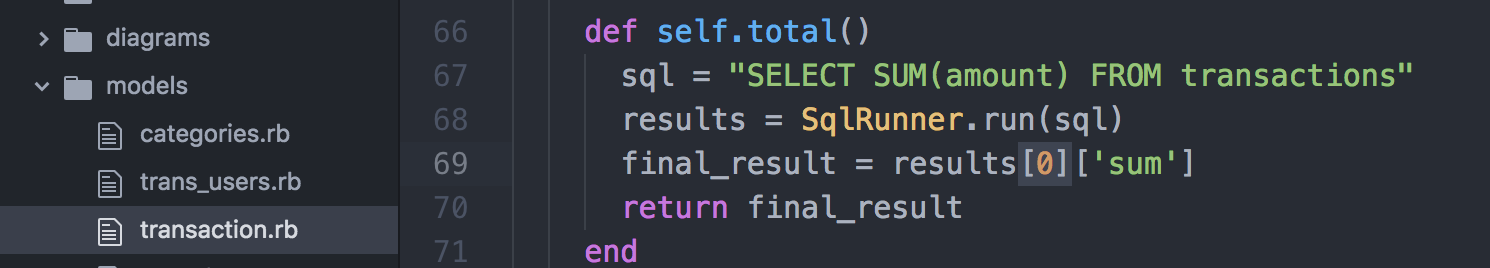 diagrams
models
categories.rb
trans_users.rb
transaction.rb
66 def self.total()
67 sql = "SELECT SUM(amount) FROM transactions"
68 results = SqlRunner.run(sql)
69 final_result = results[0]['sum']
70 return final_result
71 end